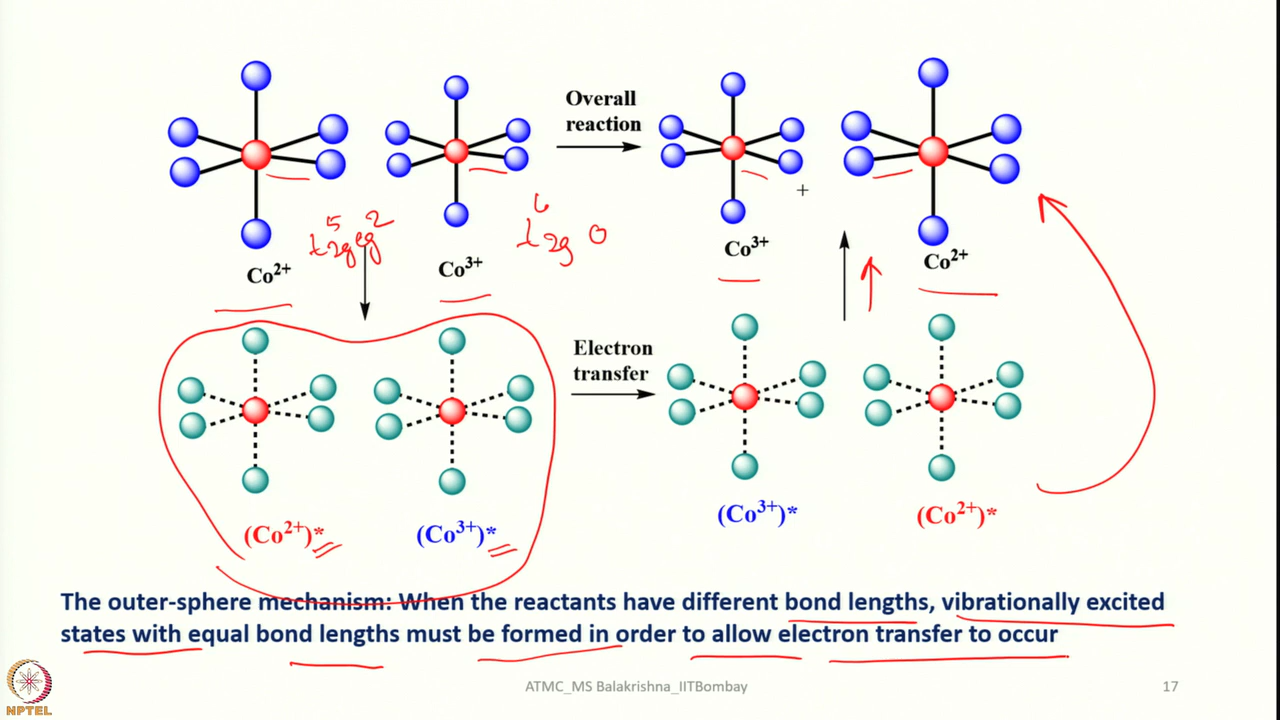 Overall
reaction
+
t2g5 eg2
t2g6 0
Co2+
Co3+
Co3+
Co2+
Electron
transfer
(Co2+)*
(Co3+)*
(Co3+)*
(Co2+)*
The outer-sphere mechanism: When the reactants have different bond lengths, vibrationally excited
states with equal bond lengths must be formed in order to allow electron transfer to occur
NPTEL
ATMC_MS Balakrishna_IITBombay
17